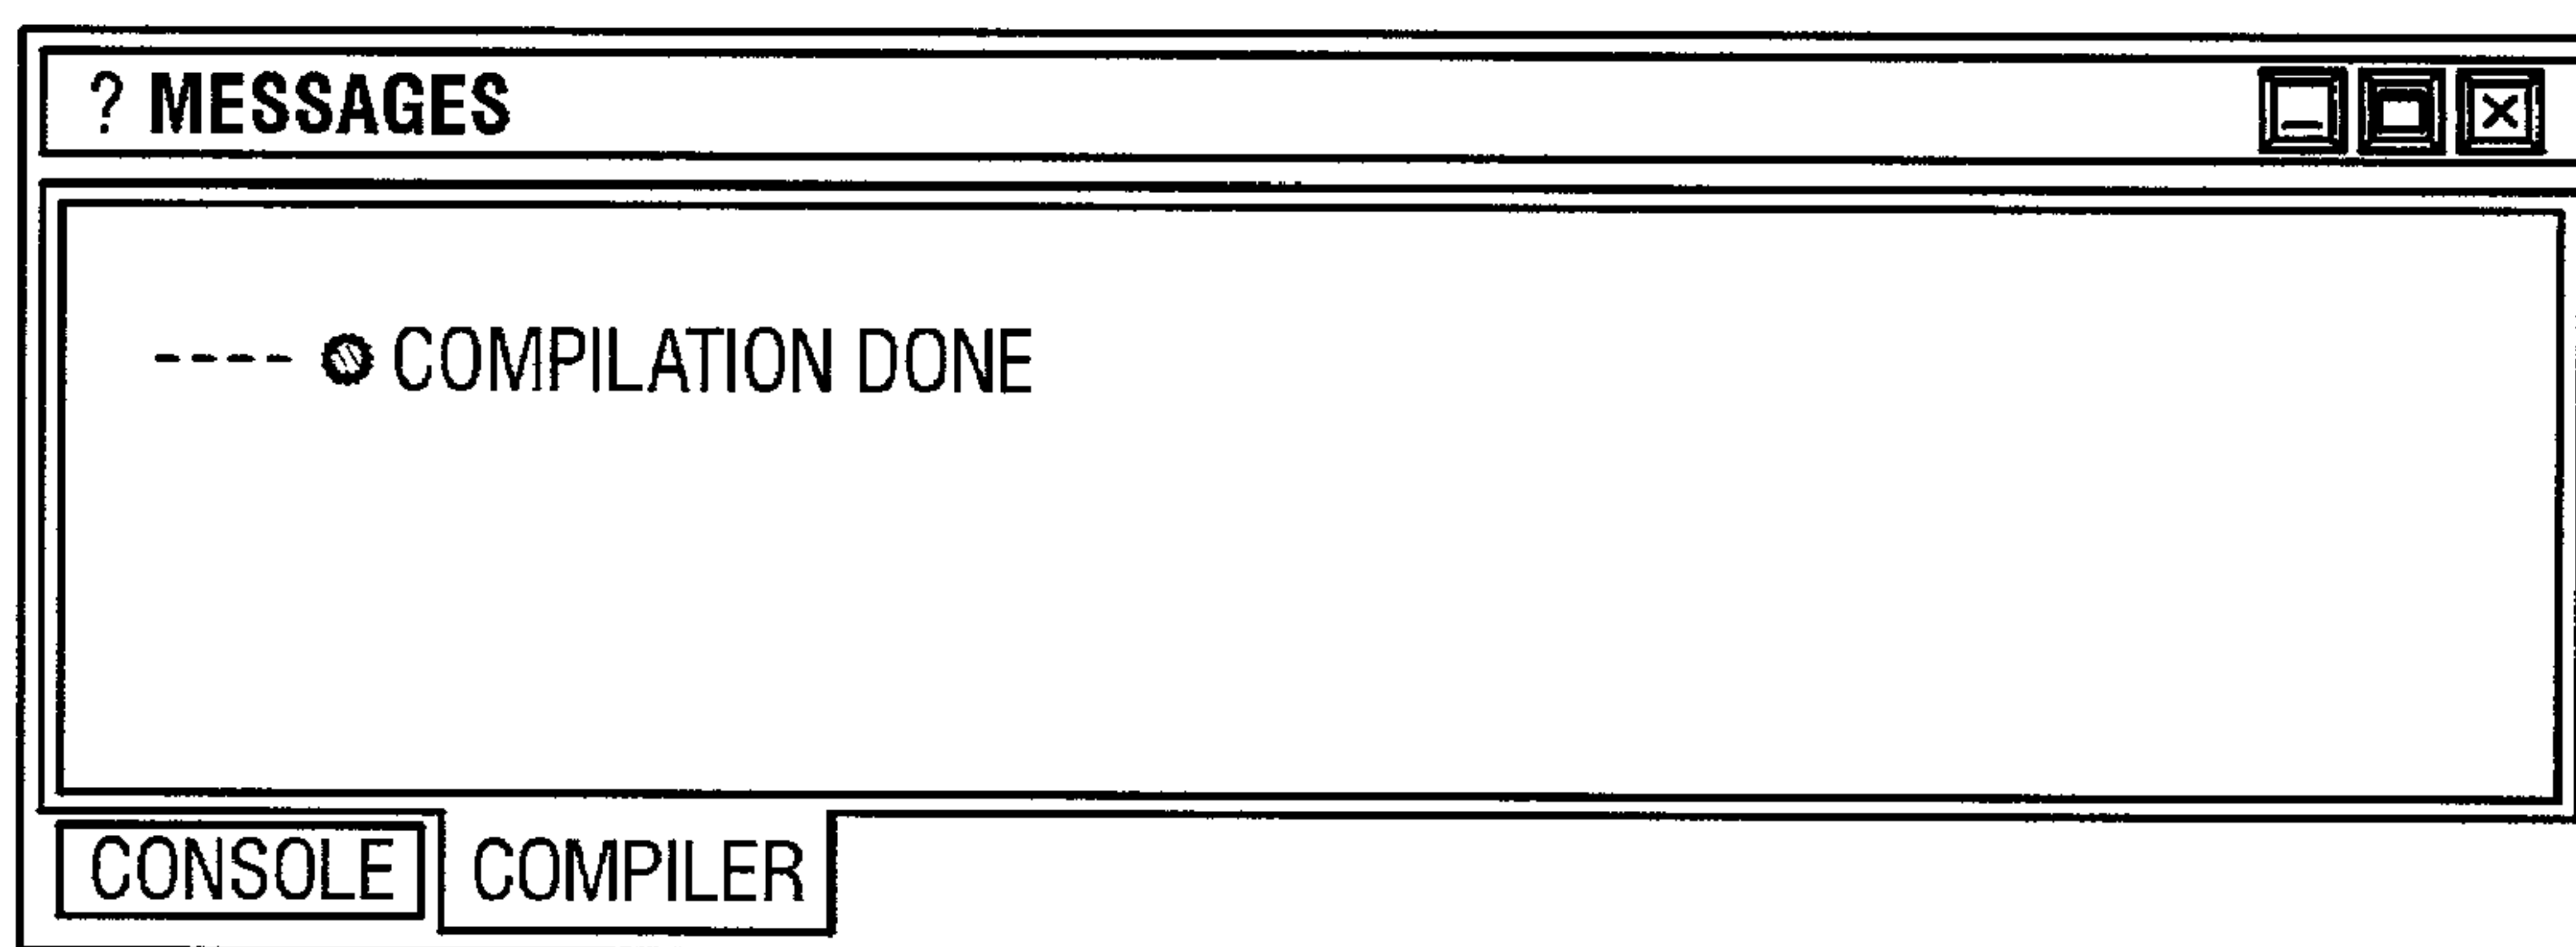 ? MESSAGES
---- COMPILATION DONE
CONSOLE COMPILER